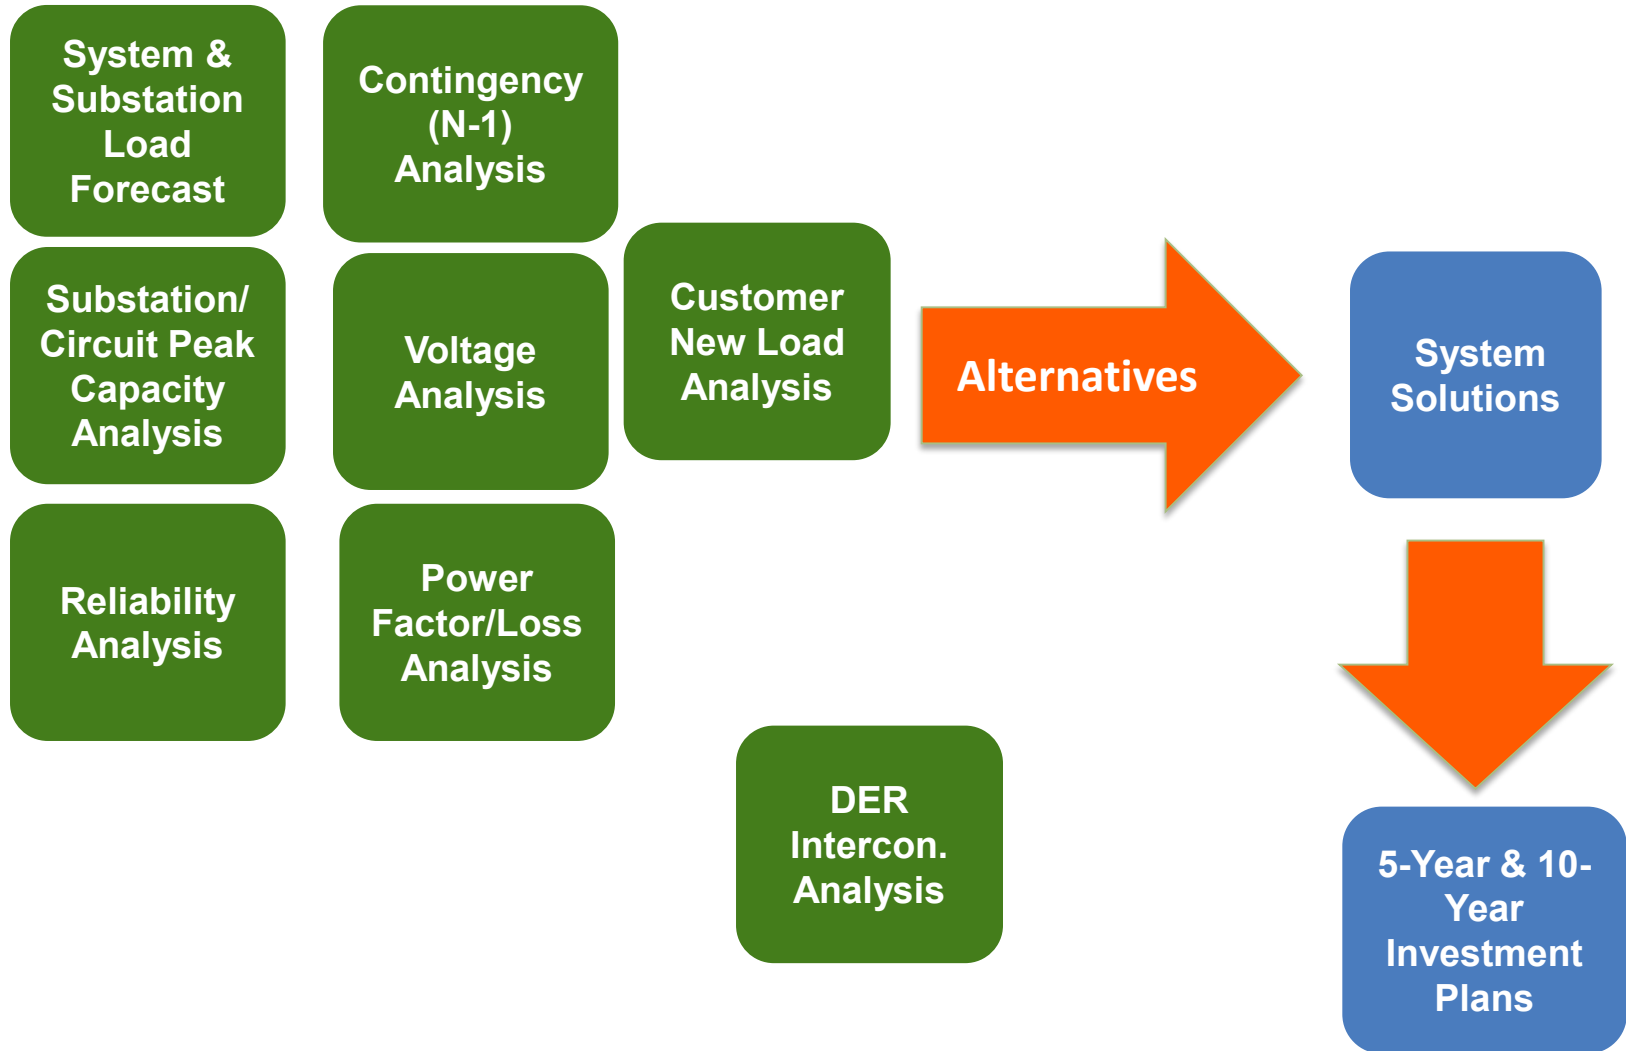 System &
Substation
Load
Forecast
Contingency
(N-1)
Analysis
Substation/
Circuit Peak
Capacity
Analysis
Voltage
Analysis
Customer
New Load
Analysis
Alternatives
System
Solutions
Reliability
Analysis
Power
Factor/Loss
Analysis
DER
Intercon.
Analysis
5-Year & 10-
Year
Investment
Plans